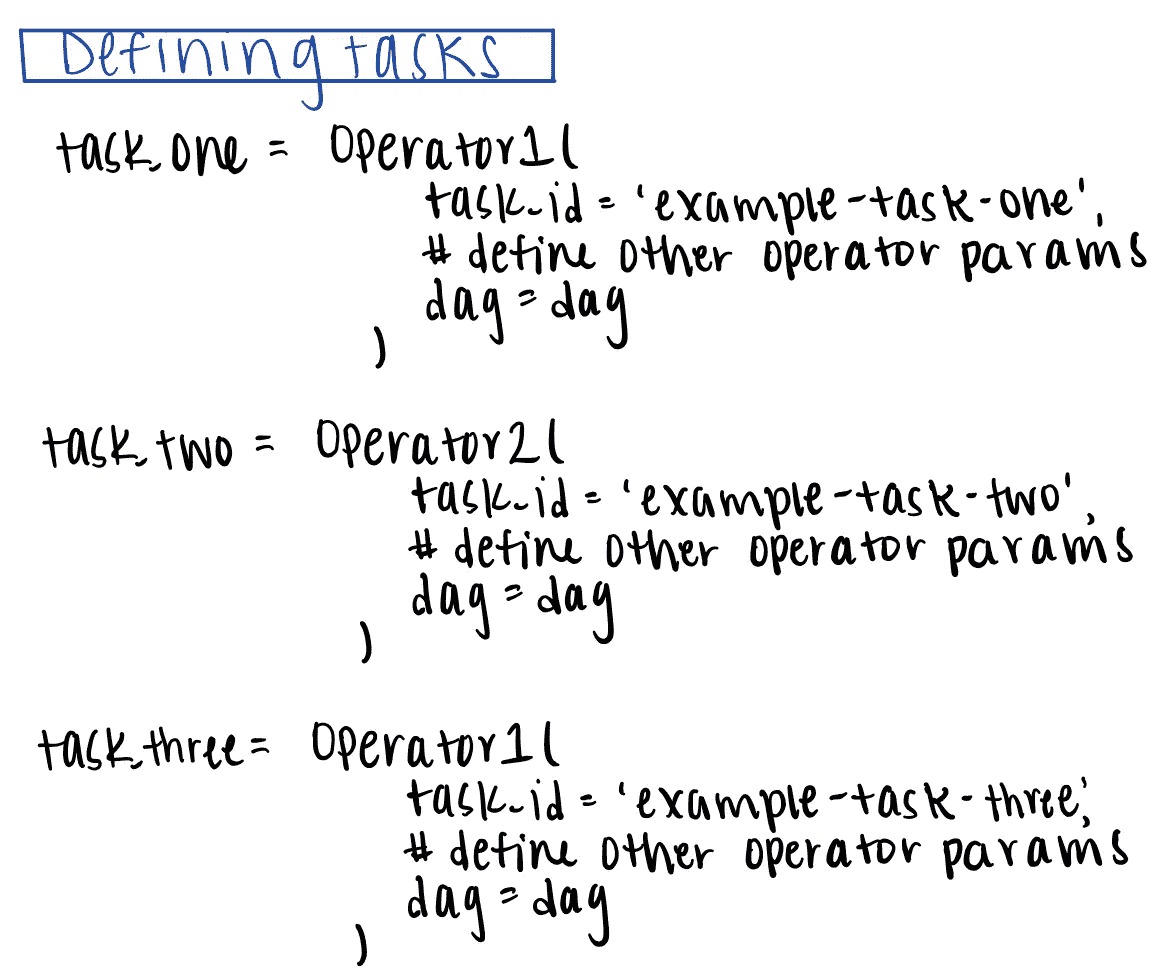 Defining tasks
task_one = Operator1(
task_id = 'example-task-one',
# define other operator params
dag = dag
)
task_two = Operator2(
task_id = 'example-task-two',
# define other operator params
dag = dag
)
task_three = Operator1(
task_id = 'example-task-three',
# define other operator params
dag = dag
)